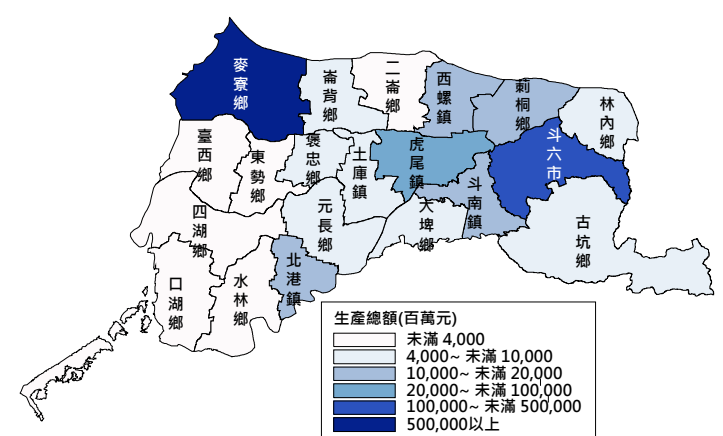 麥寮鄉
崙背鄉
二崙鄉
西螺鎮
莿桐鄉
林內鄉
臺西鄉
東勢鄉
褒忠鄉
土庫鎮
虎尾鎮
斗六市
斗南鎮
大埤鄉
元長鄉
四湖鄉
古坑鄉
北港鎮
口湖鄉
水林鄉
生產總額(百萬元)
未滿 4,000
4,000~ 未滿 10,000
10,000~ 未滿 20,000
20,000~ 未滿 100,000
100,000~ 未滿 500,000
500,000以上